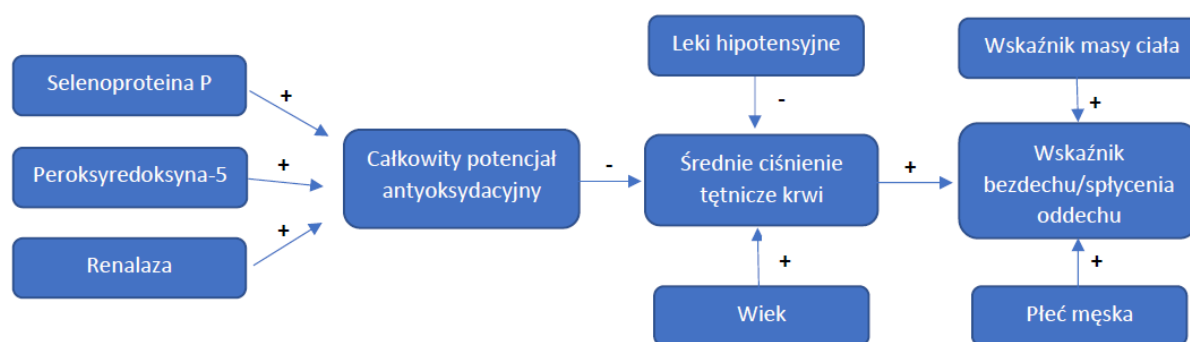 Selenoproteina P
+
Peroksyredoksyna-5
+
Renalaza
+
Całkowity potencjał
antyoksydacyjny
-
Leki hipotensyjne
-
Średnie ciśnienie
tętnicze krwi
+
Wiek
+
Wskaźnik masy ciała
+
Wskaźnik
bezdechu/spłycenia
oddechu
+
Płeć męska